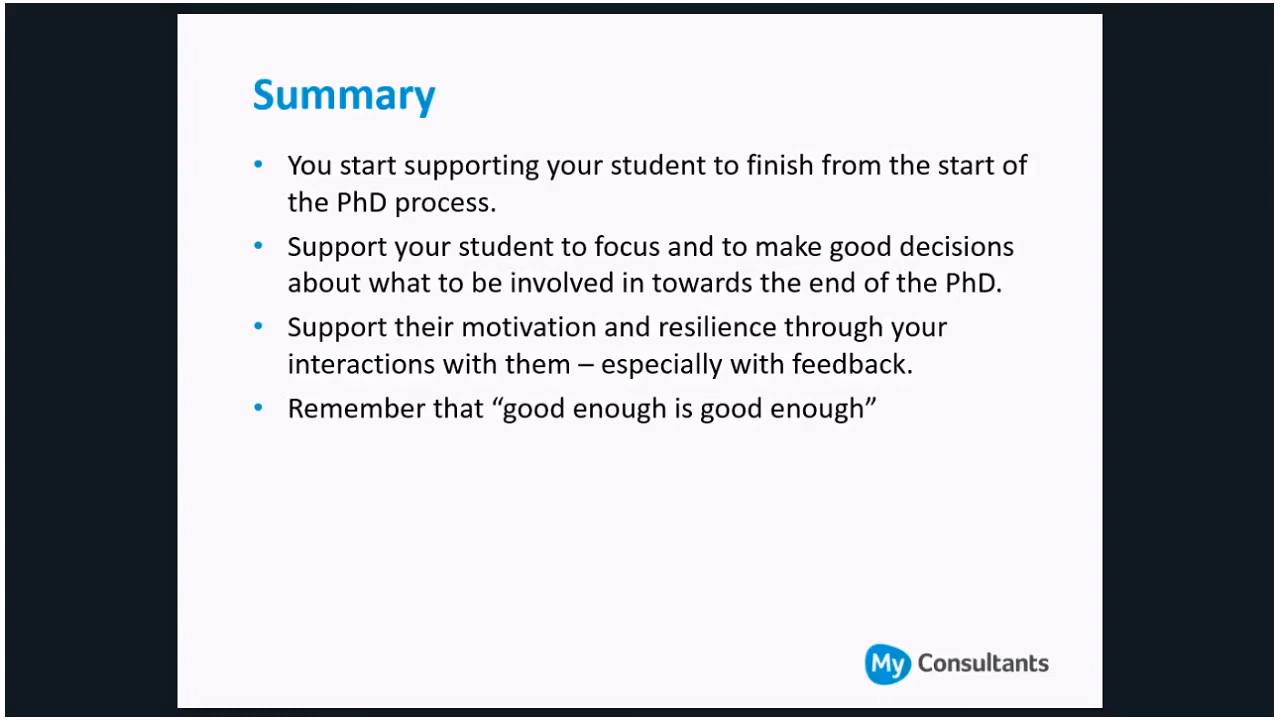 Summary
• You start supporting your student to finish from the start of
the PhD process.
• Support your student to focus and to make good decisions
about what to be involved in towards the end of the PhD.
• Support their motivation and resilience through your
interactions with them – especially with feedback.
• Remember that “good enough is good enough”
My Consultants